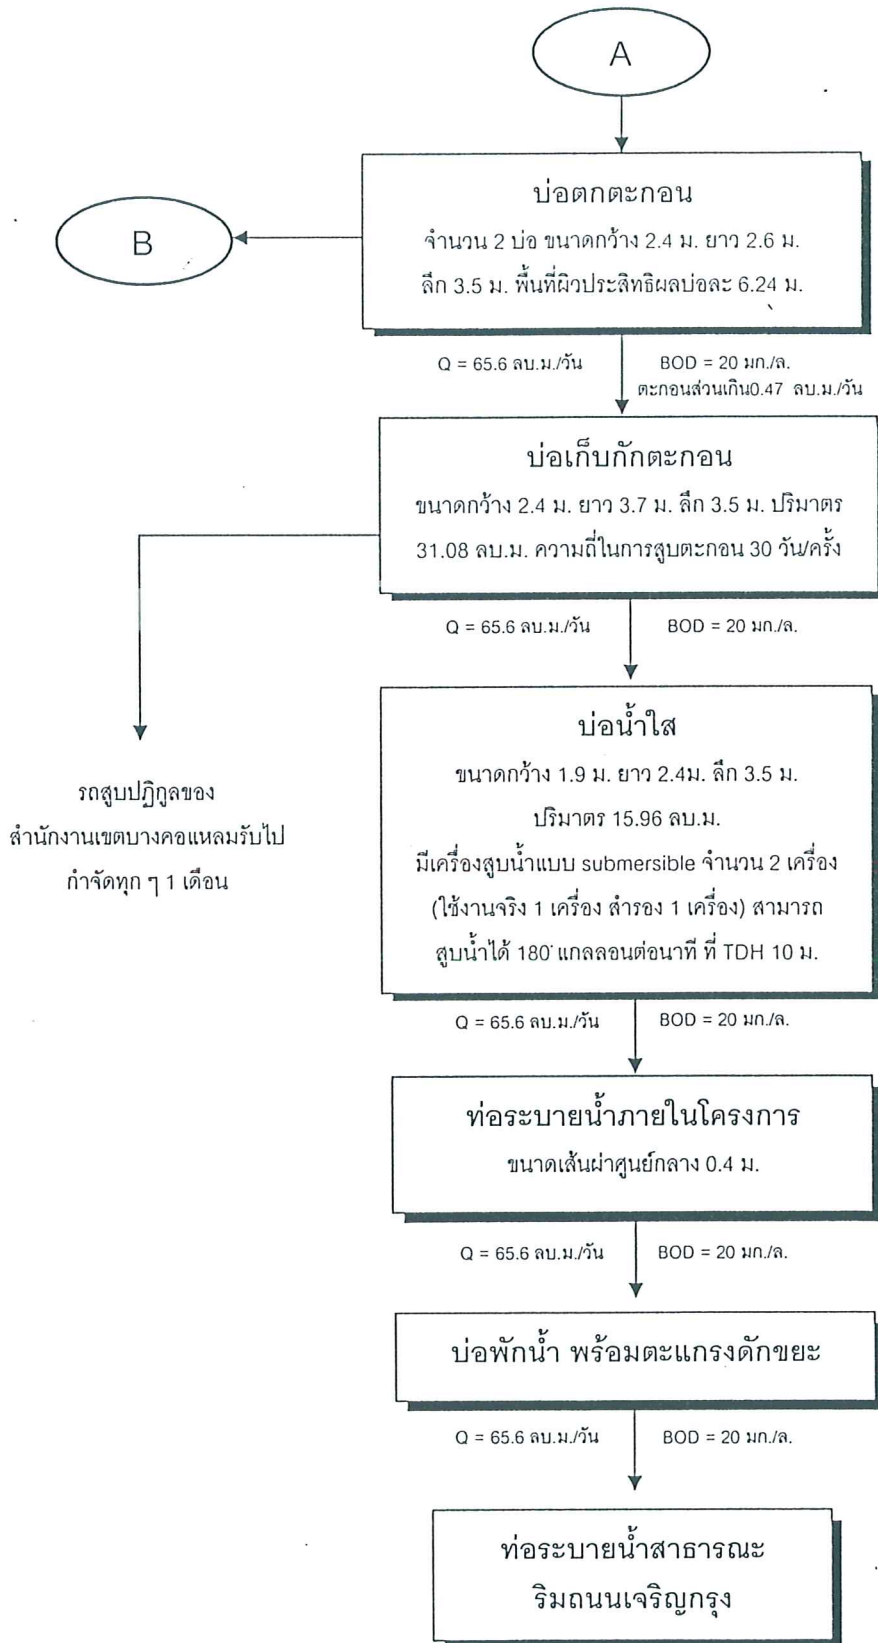 A
บ่อตกตะกอน
จำนวน 2 บ่อ ขนาดกว้าง 2.4 ม. ยาว 2.6 ม.
ลึก 3.5 ม. พื้นที่ผิวประสิทธิผลบ่อละ 6.24 ม.
B
Q = 65.6 ลบ.ม./วัน BOD = 20 มก./ล.
ตะกอนส่วนเกิน0.47 ลบ.ม./วัน
บ่อเก็บกักตะกอน
ขนาดกว้าง 2.4 ม. ยาว 3.7 ม. ลึก 3.5 ม. ปริมาตร
31.08 ลบ.ม. ความถี่ในการสูบตะกอน 30 วัน/ครั้ง
Q = 65.6 ลบ.ม./วัน BOD = 20 มก./ล.
รถสูบปฏิกูลของ
สำนักงานเขตบางคอแหลมรับไป
กำจัดทุก ๆ 1 เดือน
บ่อน้ำใส
ขนาดกว้าง 1.9 ม. ยาว 2.4ม. ลึก 3.5 ม.
ปริมาตร 15.96 ลบ.ม.
มีเครื่องสูบน้ำแบบ submersible จำนวน 2 เครื่อง
(ใช้งานจริง 1 เครื่อง สำรอง 1 เครื่อง) สามารถ
สูบน้ำได้ 180 แกลลอนต่อนาที ที่ TDH 10 ม.
Q = 65.6 ลบ.ม./วัน BOD = 20 มก./ล.
ท่อระบายน้ำภายในโครงการ
ขนาดเส้นผ่าศูนย์กลาง 0.4 ม.
Q = 65.6 ลบ.ม./วัน BOD = 20 มก./ล.
บ่อพักน้ำ พร้อมตะแกรงดักขยะ
Q = 65.6 ลบ.ม./วัน BOD = 20 มก./ล.
ท่อระบายน้ำสาธารณะ
ริมถนนเจริญกรุง